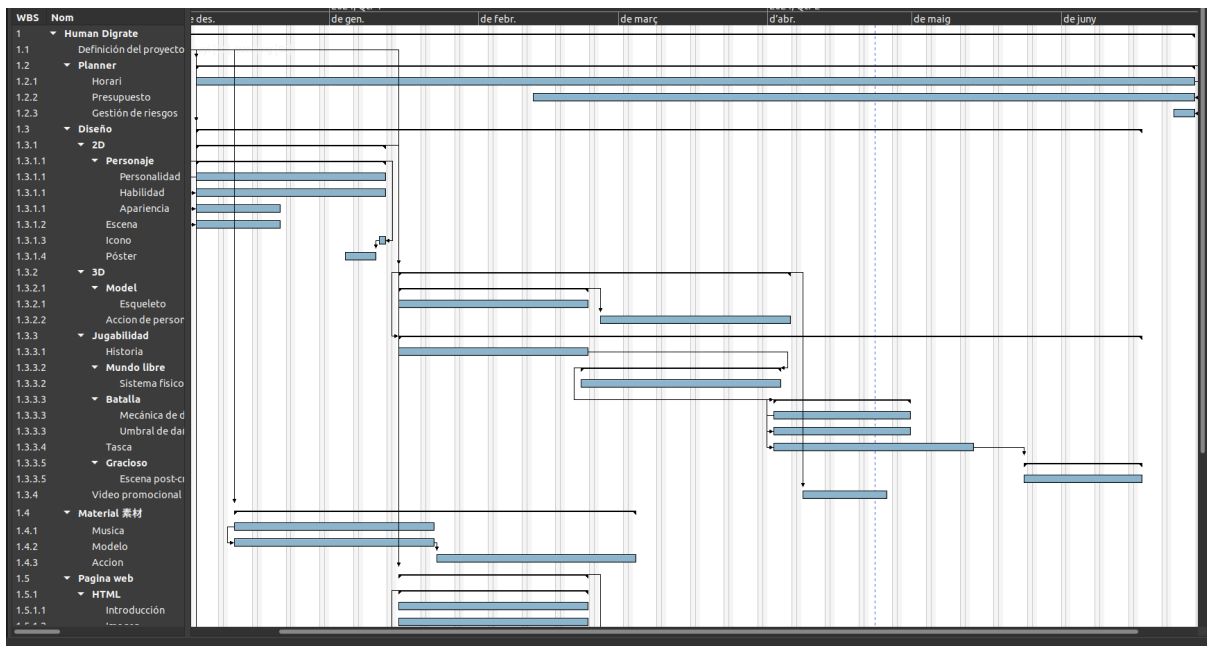 WBS Nom
e des. de gen. de febr. de març d'abr. de maig de juny
1 Human Digrate
1.1 Definición del proyecto
1.2 Planner
1.2.1 Horari
1.2.2 Presupuesto
1.2.3 Gestión de riesgos
1.3 Diseño
1.3.1 2D
1.3.1.1 Personaje
1.3.1.1 Personalidad
1.3.1.1 Habilidad
1.3.1.1 Apariencia
1.3.1.2 Escena
1.3.1.3 Icono
1.3.1.4 Póster
1.3.2 3D
1.3.2.1 Model
1.3.2.1 Esqueleto
1.3.2.2 Accion de person
1.3.3 Jugabilidad
1.3.3.1 Historia
1.3.3.2 Mundo libre
1.3.3.2 Sistema fisico
1.3.3.3 Batalla
1.3.3.3 Mecánica de d
1.3.3.3 Umbral de dañ
1.3.3.4 Tasca
1.3.3.5 Gracioso
1.3.3.5 Escena post-cr
1.3.4 Video promocional
1.4 Material 素材
1.4.1 Musica
1.4.2 Modelo
1.4.3 Accion
1.5 Pagina web
1.5.1 HTML
1.5.1.1 Introducción